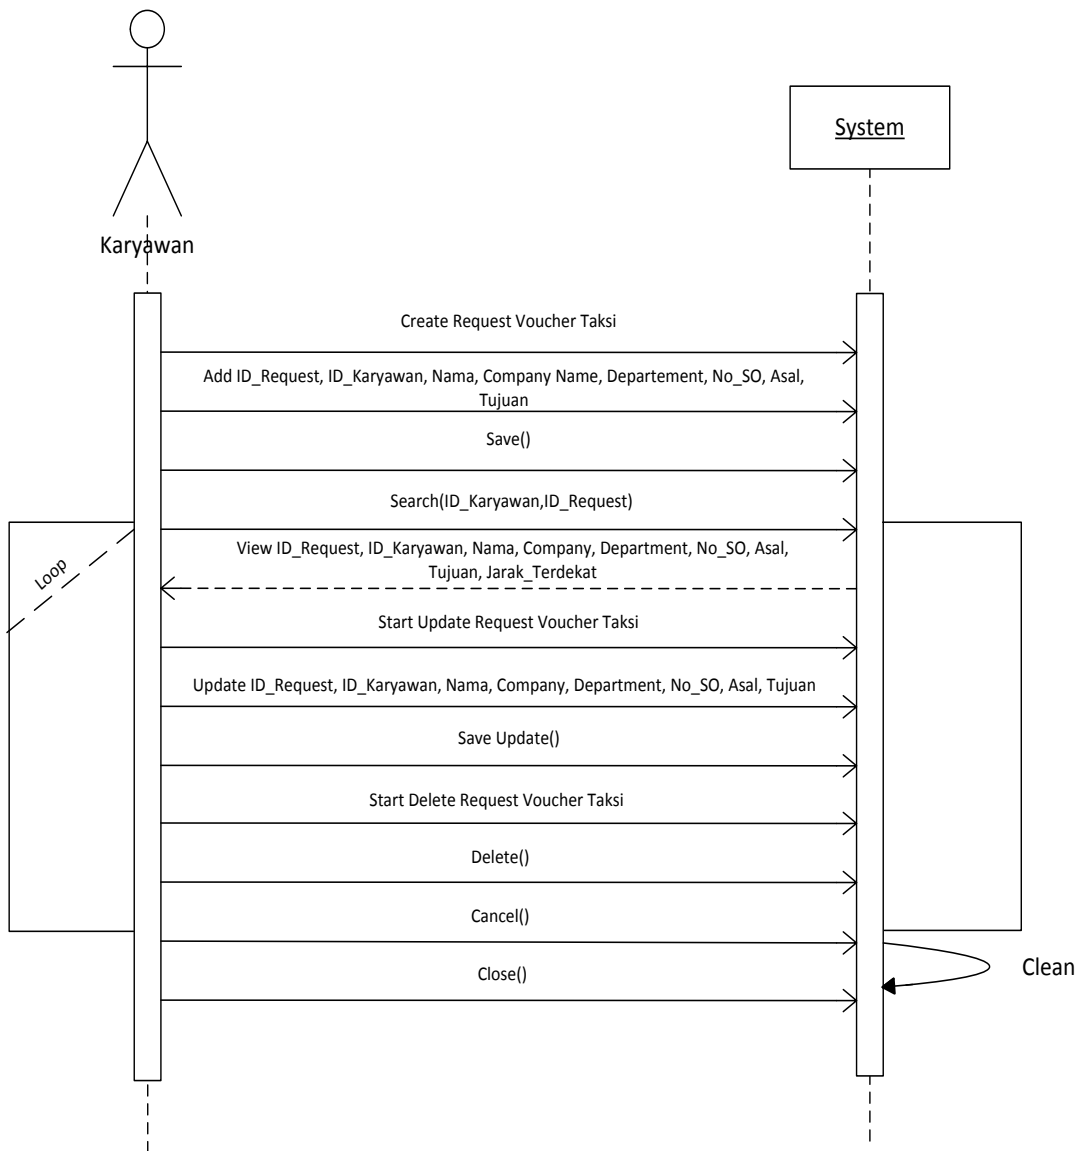 System
Karyawan
Create Request Voucher Taksi
Add ID_Request, ID_Karyawan, Nama, Company Name, Departement, No_SO, Asal,
Tujuan
Save()
Search(ID_Karyawan,ID_Request)
View ID_Request, ID_Karyawan, Nama, Company, Department, No_SO, Asal,
Tujuan, Jarak_Terdekat
Loop
Start Update Request Voucher Taksi
Update ID_Request, ID_Karyawan, Nama, Company, Department, No_SO, Asal, Tujuan
Save Update()
Start Delete Request Voucher Taksi
Delete()
Cancel()
Clean
Close()